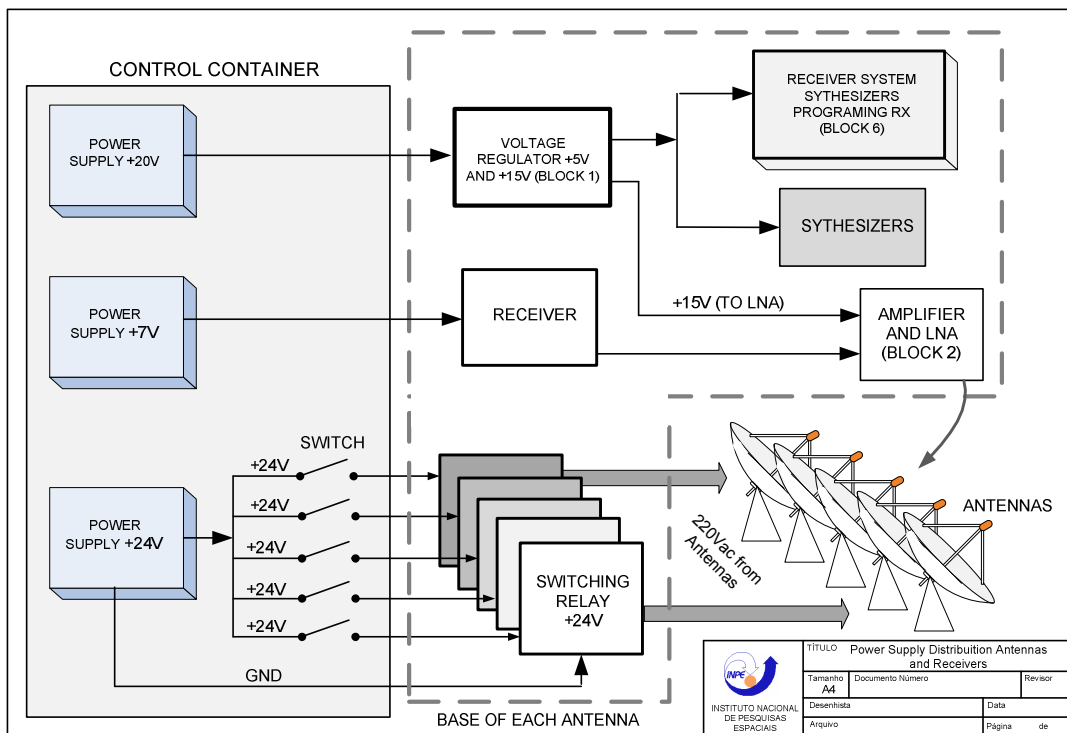 CONTROL CONTAINER
POWER
SUPPLY +20V
VOLTAGE
REGULATOR +5V
AND +15V (BLOCK 1)
RECEIVER SYSTEM
SYTHESIZERS
PROGRAMING RX
(BLOCK 6)
SYTHESIZERS
POWER
SUPPLY +7V
RECEIVER
+15V (TO LNA)
AMPLIFIER
AND LNA
(BLOCK 2)
SWITCH
+24V
+24V
+24V
+24V
+24V
POWER
SUPPLY +24V
SWITCHING
RELAY
+24V
220Vac from
Antennas
ANTENNAS
GND
BASE OF EACH ANTENNA
INPE
INSTITUTO NACIONAL
DE PESQUISAS
ESPACIAIS
TÍTULO
Power Supply Distribuition Antennas
and Receivers
Tamanho
A4
Documento Número
Revisor
Desenhista
Data
Arquivo
Página de